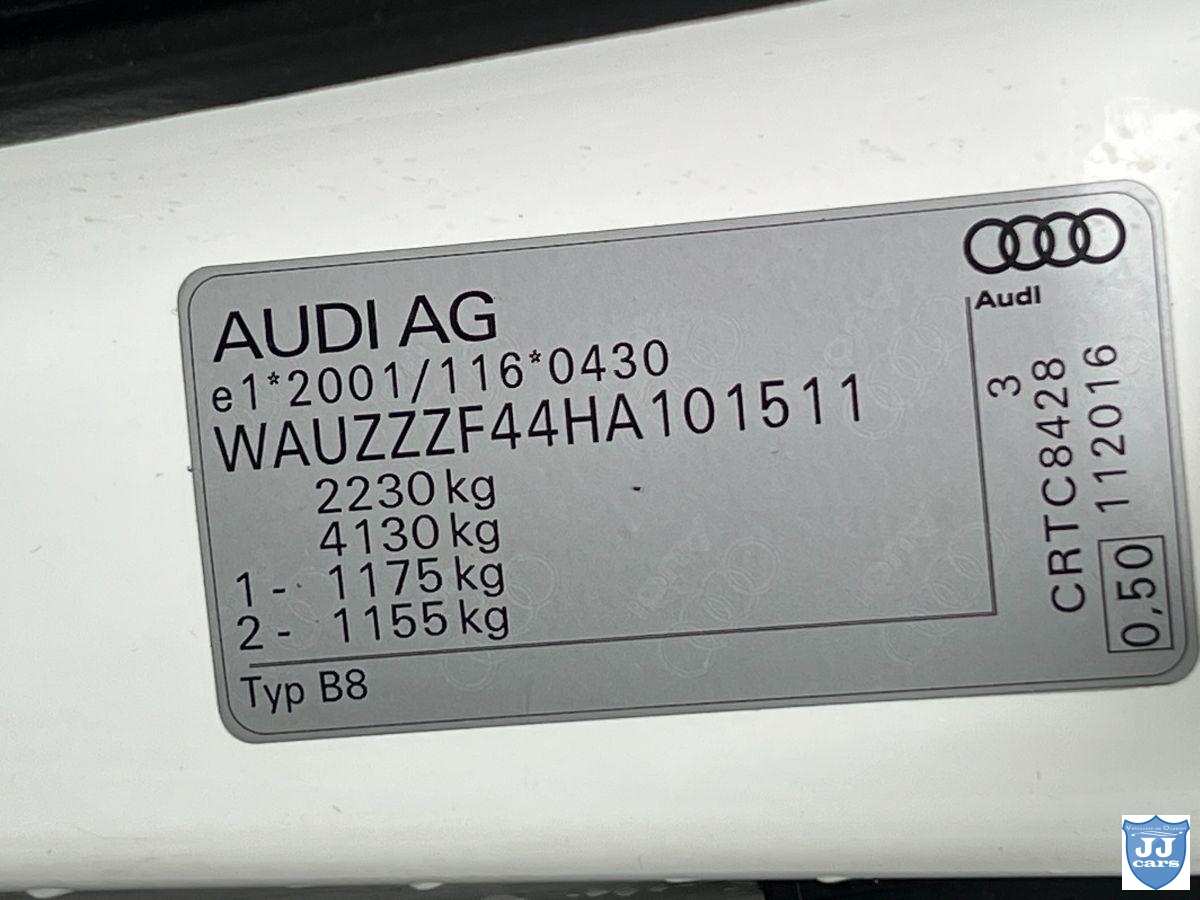 AUDI AG
e1*2001/116*0430
WAUZZZF44HA101511
2230 kg
4130 kg
1 - 1175 kg
2 - 1155 kg
Typ B8
Audi
3
CRTC8428
0,50 112016
JJ
cars